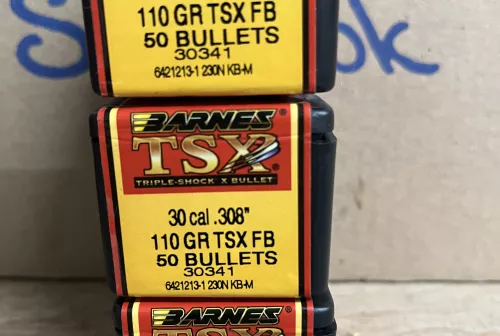 110 GR TSX FB
50 BULLETS
30341
6421213-1 230N KB-M
BARNES
TSX
TRIPLE-SHOCK X BULLET
30 cal .308"
110 GR TSX FB
50 BULLETS
30341
6421213-1 230N KB-M
BARNES
TSX